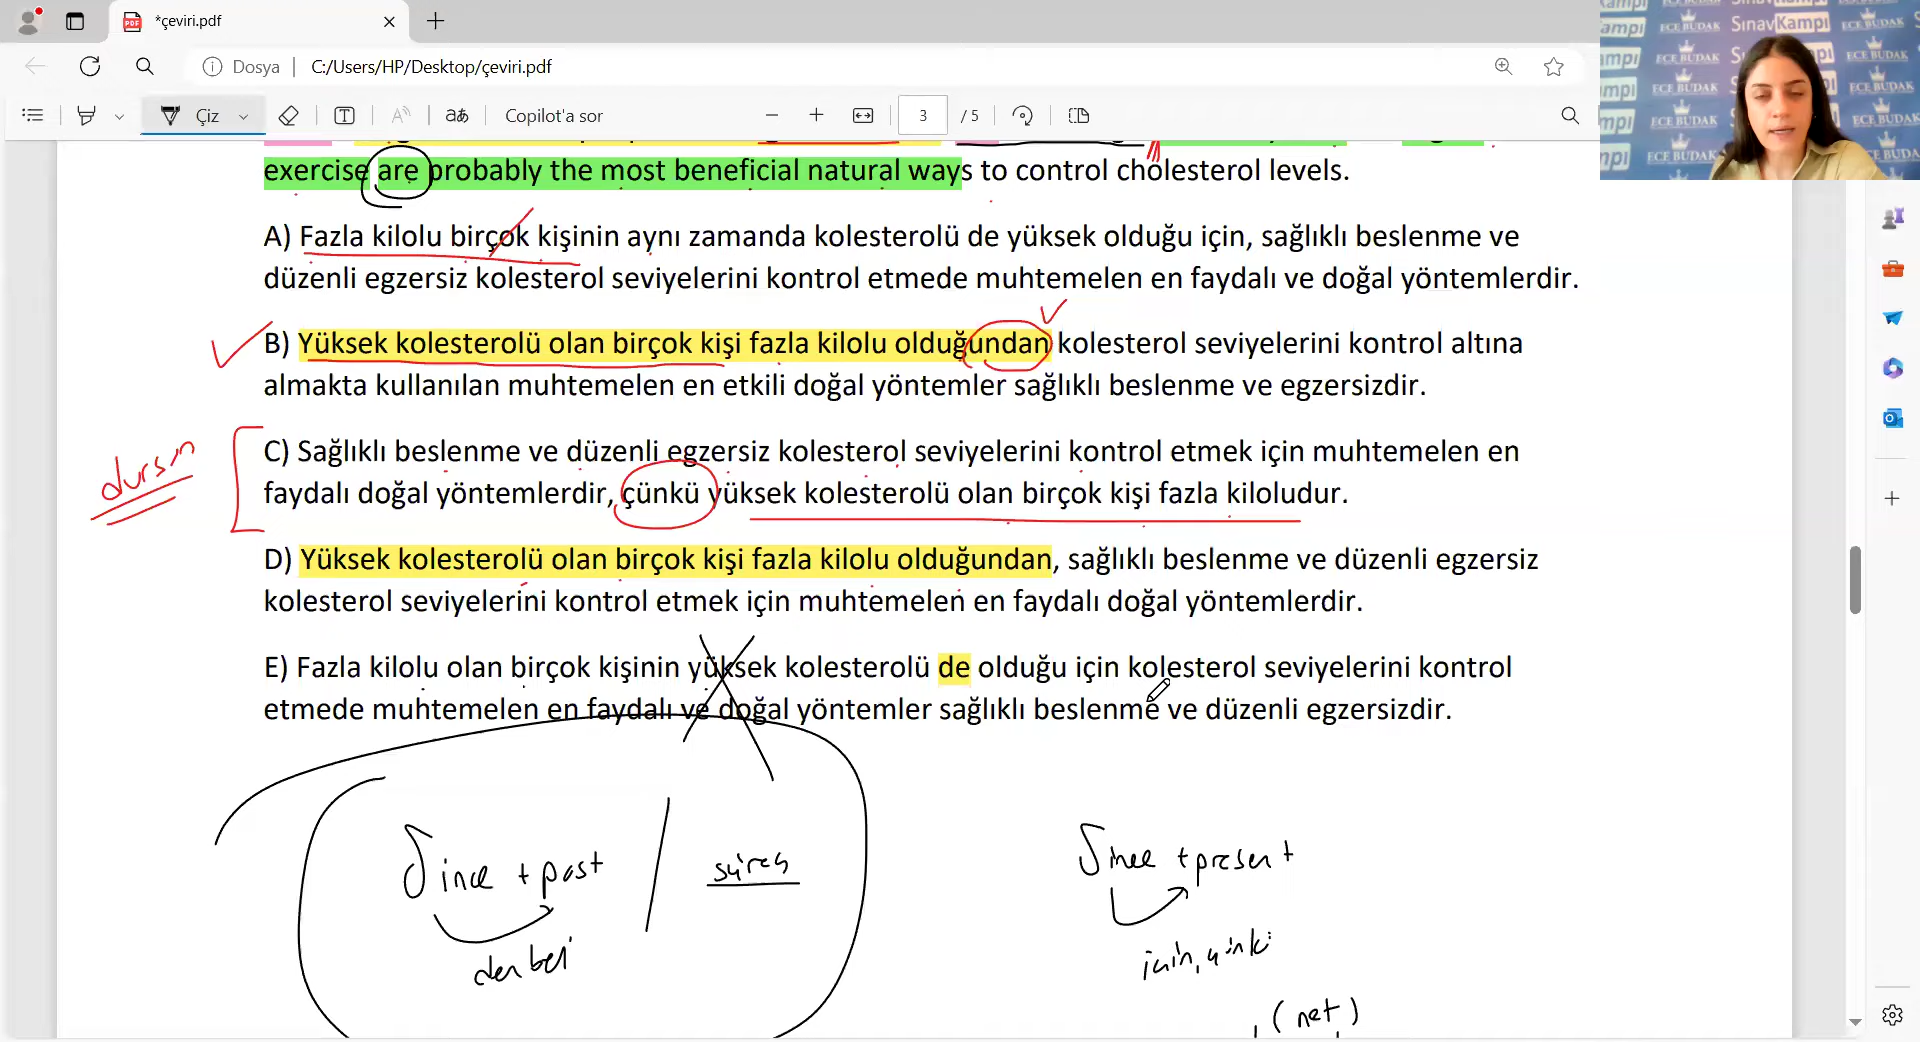 *çeviri.pdf
Dosya
C:/Users/HP/Desktop/çeviri.pdf
Çiz
Copilot'a sor
3
/ 5
SınavKampı
ECE BUDAK
exercise are probably the most beneficial natural ways to control cholesterol levels.
A) Fazla kilolu birçok kişinin aynı zamanda kolesterolü de yüksek olduğu için, sağlıklı beslenme ve
düzenli egzersiz kolesterol seviyelerini kontrol etmede muhtemelen en faydalı ve doğal yöntemlerdir.
B) Yüksek kolesterolü olan birçok kişi fazla kilolu olduğundan kolesterol seviyelerini kontrol altına
almakta kullanılan muhtemelen en etkili doğal yöntemler sağlıklı beslenme ve egzersizdir.
dursun
C) Sağlıklı beslenme ve düzenli egzersiz kolesterol seviyelerini kontrol etmek için muhtemelen en
faydalı doğal yöntemlerdir, çünkü yüksek kolesterolü olan birçok kişi fazla kiloludur.
D) Yüksek kolesterolü olan birçok kişi fazla kilolu olduğundan, sağlıklı beslenme ve düzenli egzersiz
kolesterol seviyelerini kontrol etmek için muhtemelen en faydalı doğal yöntemlerdir.
E) Fazla kilolu olan birçok kişinin yüksek kolesterolü de olduğu için kolesterol seviyelerini kontrol
etmede muhtemelen en faydalı ve doğal yöntemler sağlıklı beslenme ve düzenli egzersizdir.
Since + past
süreç
Since + present
den beri
için, çünkü
(net)